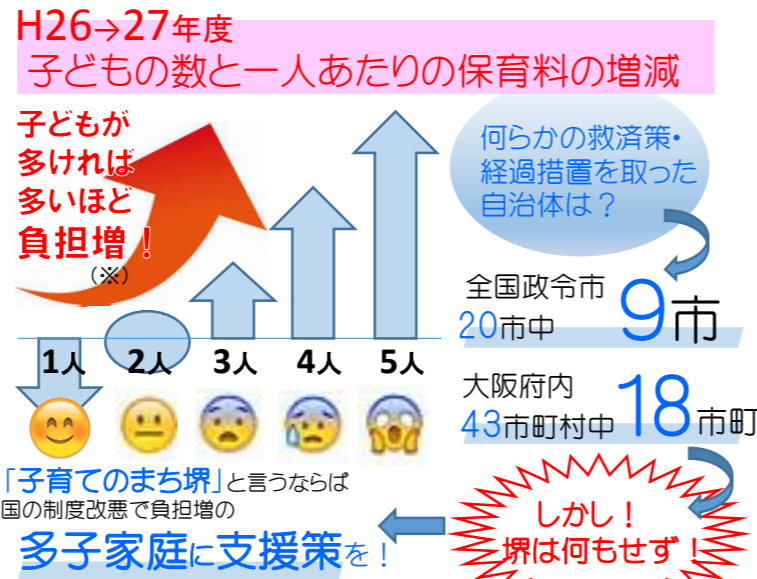 H26→27年度
子どもの数と一人あたりの保育料の増減
子どもが
多ければ
多いほど
負担増!
(※)
1人 2人 3人 4人 5人
何らかの救済策・
経過措置を取った
自治体は?
全国政令市
20市中 9市
大阪府内
43市町村中 18市町
しかし!
堺は何もせず!
「子育てのまち堺」と言うならば
国の制度改悪で負担増の
多子家庭に支援策を!